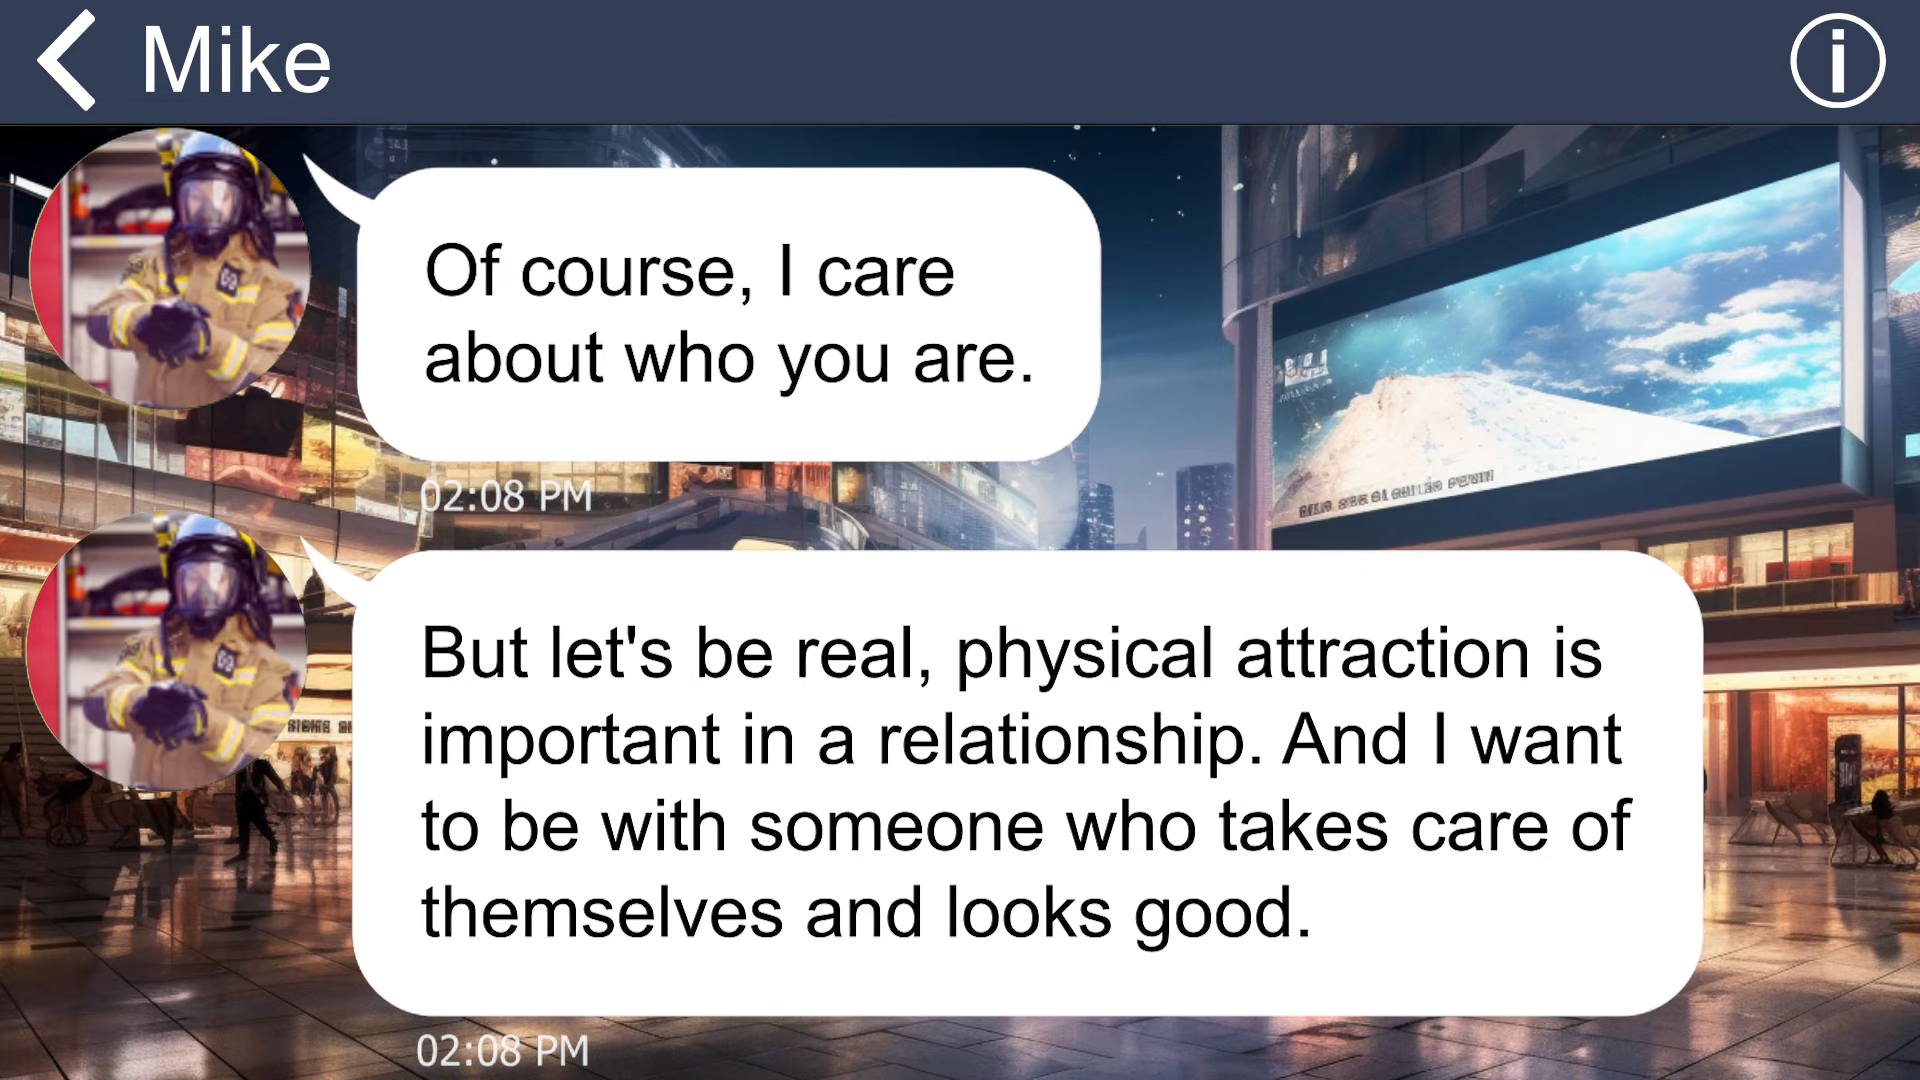 Mike
Of course, I care
about who you are.
02:08 PM
But let's be real, physical attraction is
important in a relationship. And I want
to be with someone who takes care of
themselves and looks good.
02:08 PM